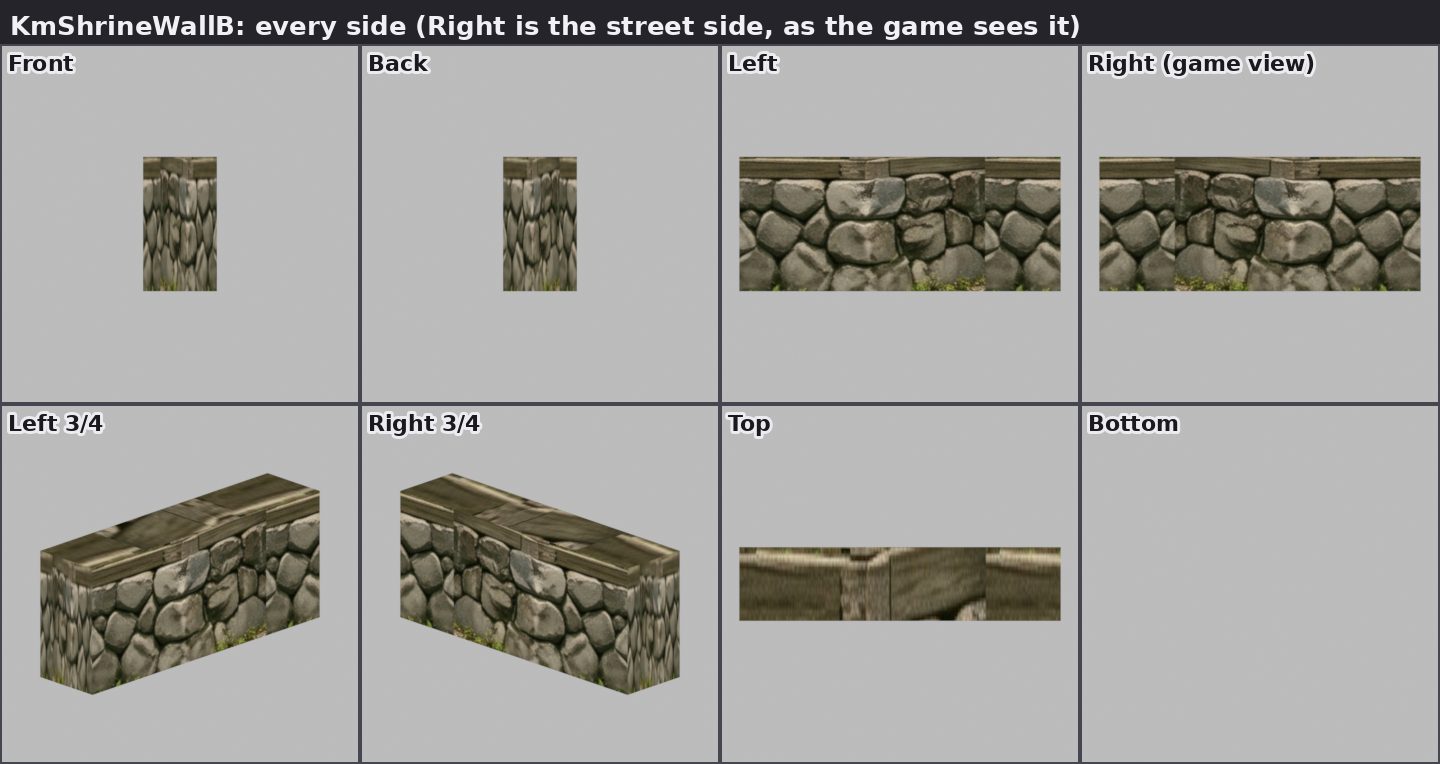 KmShrineWallB: every side (Right is the street side, as the game sees it)
Front
Back
Left
Right (game view)
Left 3/4
Right 3/4
Top
Bottom